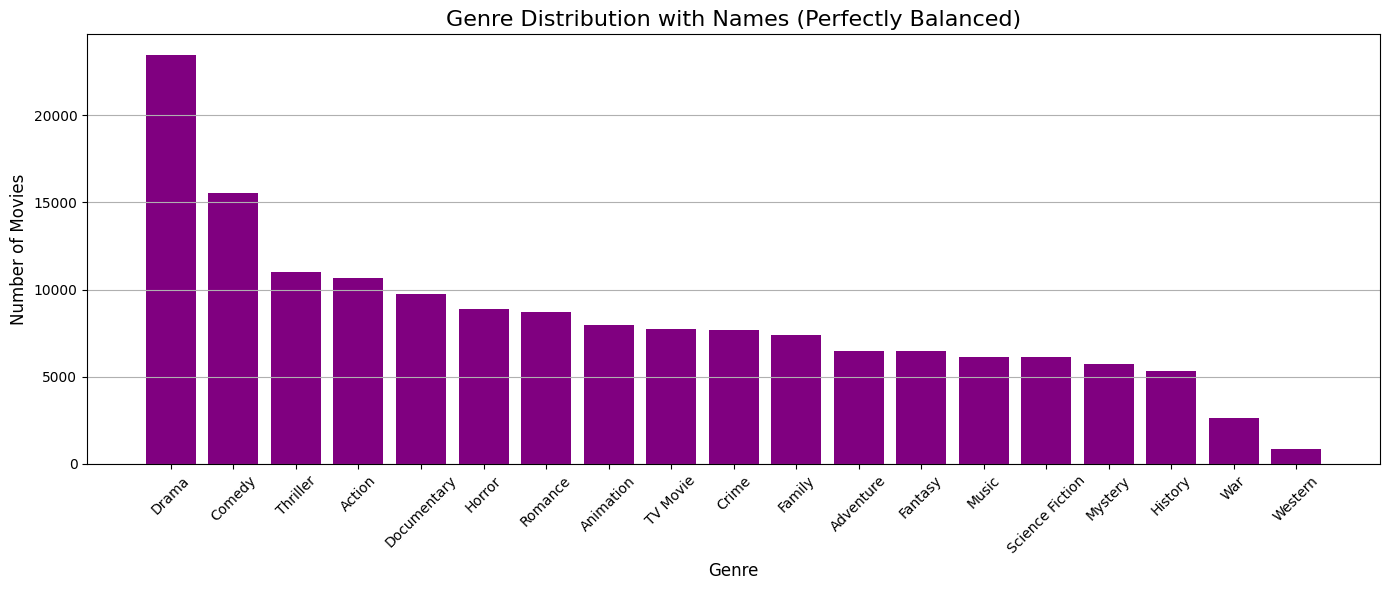 Genre Distribution with Names (Perfectly Balanced)
Number of Movies
20000
15000
10000
5000
0
Drama
Comedy
Thriller
Action
Documentary
Horror
Romance
Animation
TV Movie
Crime
Family
Adventure
Fantasy
Music
Science Fiction
Mystery
History
War
Western
Genre